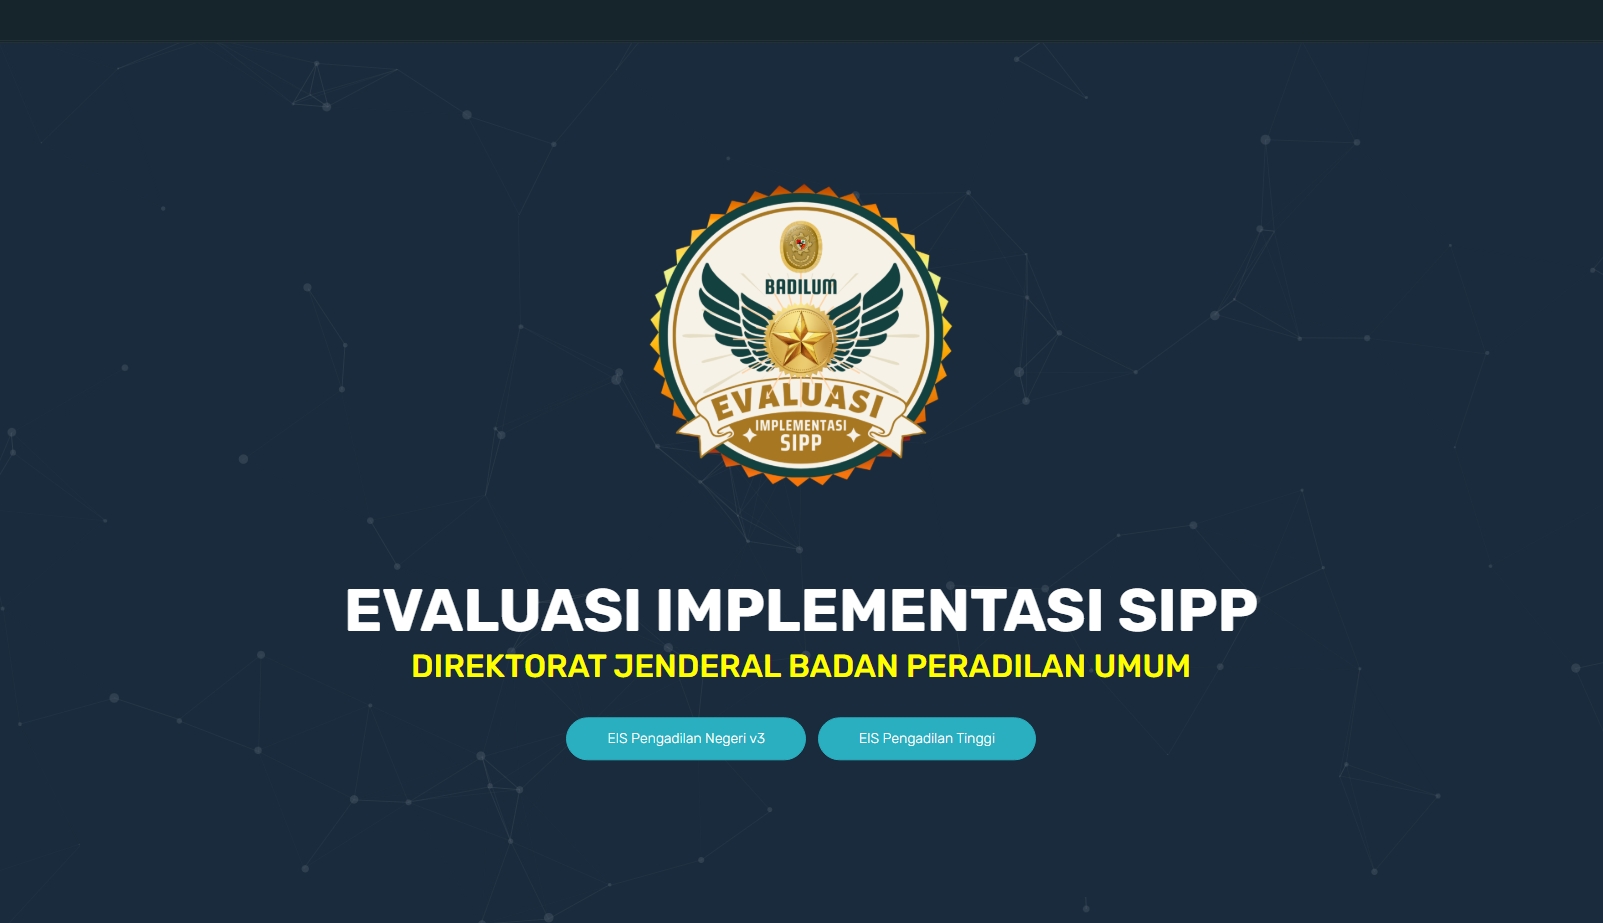 BADILUM
EVALUASI
IMPLEMENTASI
SIPP
EVALUASI IMPLEMENTASI SIPP
DIREKTORAT JENDERAL BADAN PERADILAN UMUM
EIS Pengadilan Negeri v3
EIS Pengadilan Tinggi